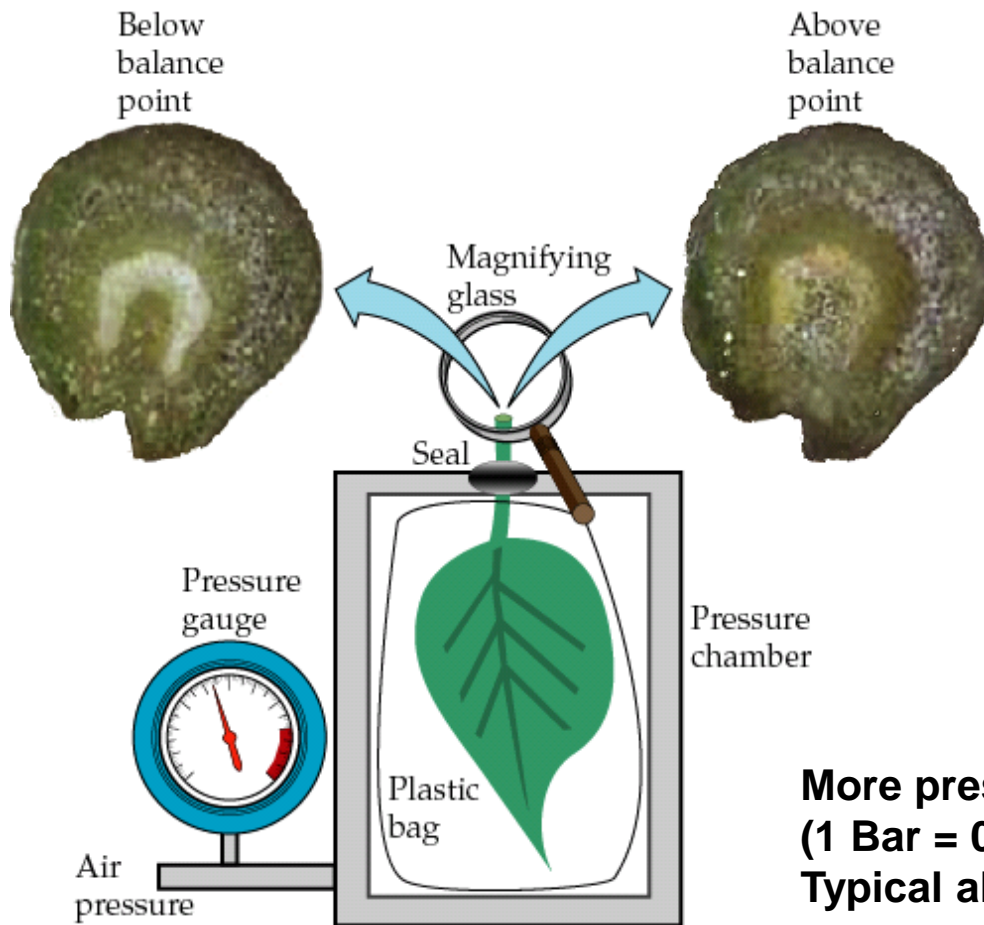 Below
balance
point
Above
balance
point
Magnifying
glass
Seal
Pressure
gauge
Pressure
chamber
Plastic
bag
Air
pressure
More pres
(1 Bar = 0
Typical al